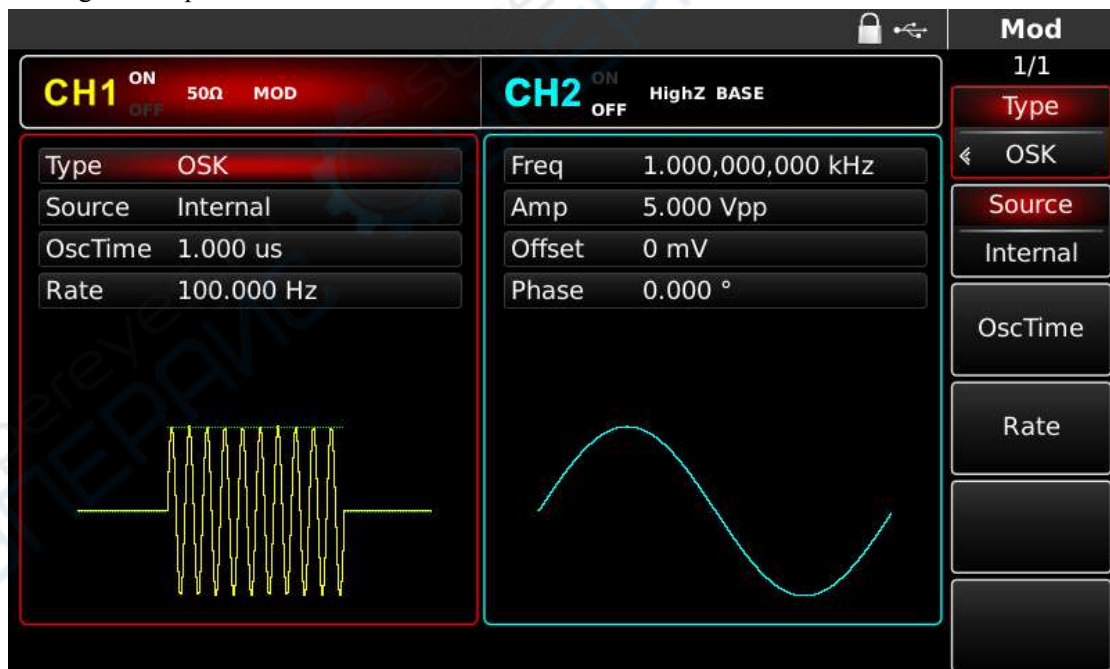 Mod
1/1
CH1 ON OFF 50Ω MOD
CH2 ON OFF HighZ BASE
Type
OSK
Type OSK
Source Internal
OscTime 1.000 us
Rate 100.000 Hz
Freq 1.000,000,000 kHz
Amp 5.000 Vpp
Offset 0 mV
Phase 0.000 °
Source
Internal
OscTime
Rate